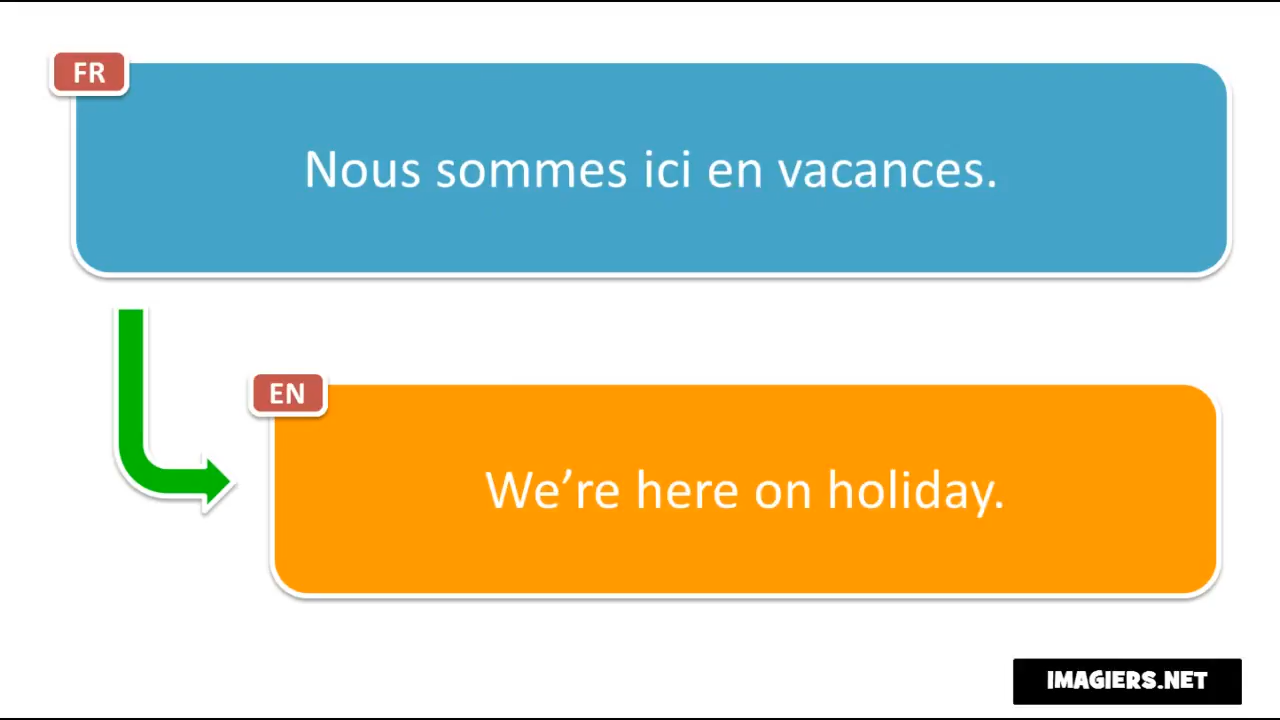 FR
Nous sommes ici en vacances.
EN
We’re here on holiday.
IMAGIERS.NET